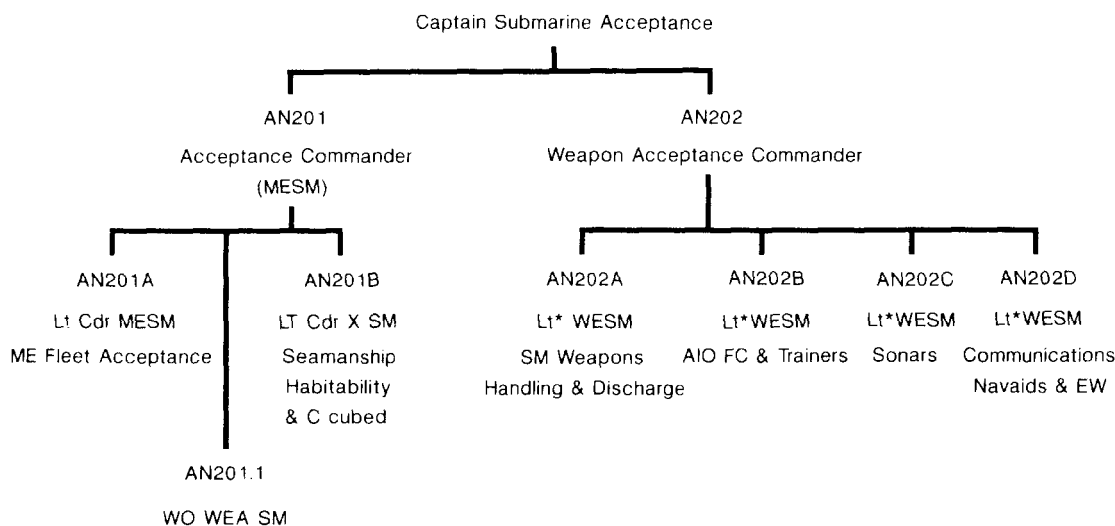 Captain Submarine Acceptance
AN201
Acceptance Commander
(MESM)
AN202
Weapon Acceptance Commander
AN201A
Lt Cdr MESM
ME Fleet Acceptance
AN201B
LT Cdr X SM
Seamanship
Habitability
& C cubed
AN202A
Lt* WESM
SM Weapons
Handling & Discharge
AN202B
Lt*WESM
AIO FC & Trainers
AN202C
Lt*WESM
Sonars
AN202D
Lt*WESM
Communications
Navaids & EW
AN201.1
WO WEA SM